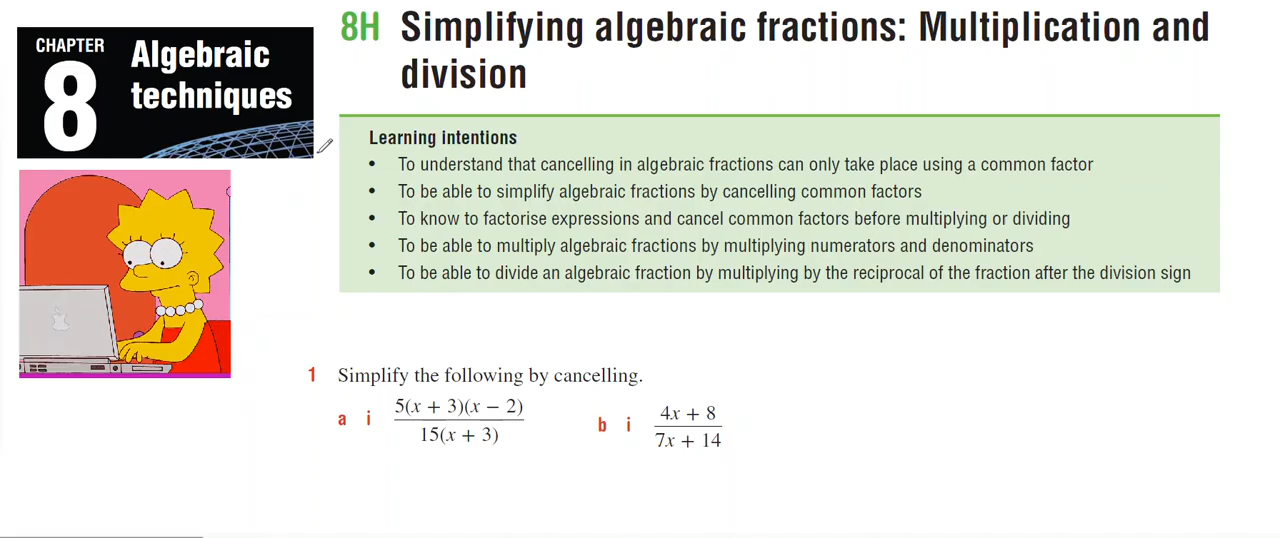 CHAPTER
8
Algebraic
techniques
8H Simplifying algebraic fractions: Multiplication and
division
Learning intentions
• To understand that cancelling in algebraic fractions can only take place using a common factor
• To be able to simplify algebraic fractions by cancelling common factors
• To know to factorise expressions and cancel common factors before multiplying or dividing
• To be able to multiply algebraic fractions by multiplying numerators and denominators
• To be able to divide an algebraic fraction by multiplying by the reciprocal of the fraction after the division sign
1 Simplify the following by cancelling.
a i
5(x + 3)(x − 2)
15(x + 3)
b i
4x + 8
7x + 14